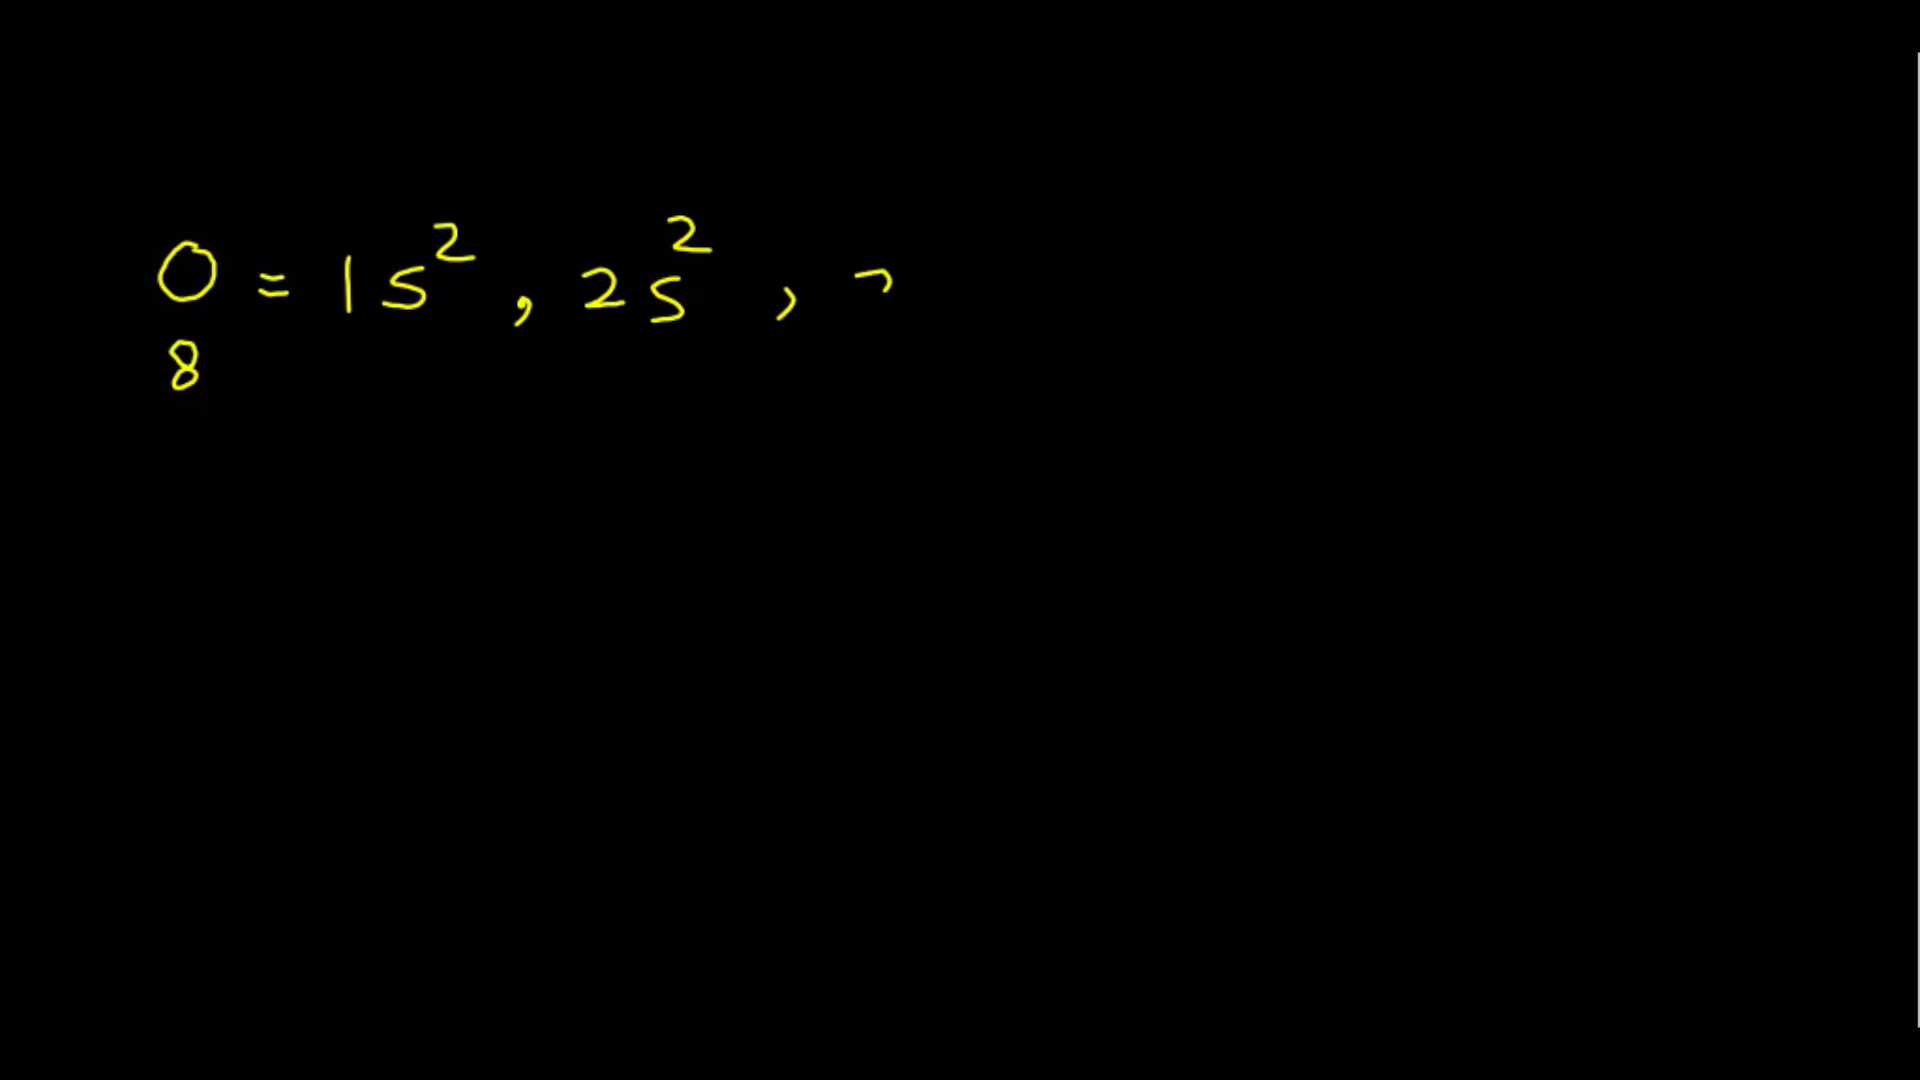 O = 1s², 2s²,
8